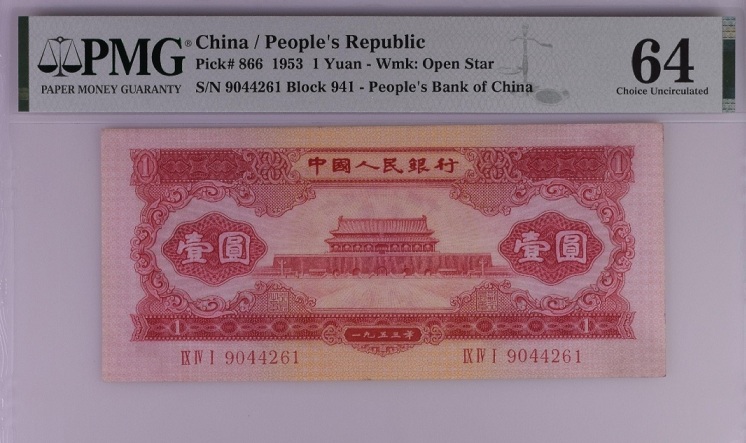 PMG® China / People's Republic
Pick# 866 1953 1 Yuan - Wmk: Open Star
PAPER MONEY GUARANTY S/N 9044261 Block 941 - People's Bank of China
64
Choice Uncirculated
1 中國人民銀行 1
壹圓 壹圓
1 一九五三年 1
IX IV I 9044261 IX IV I 9044261